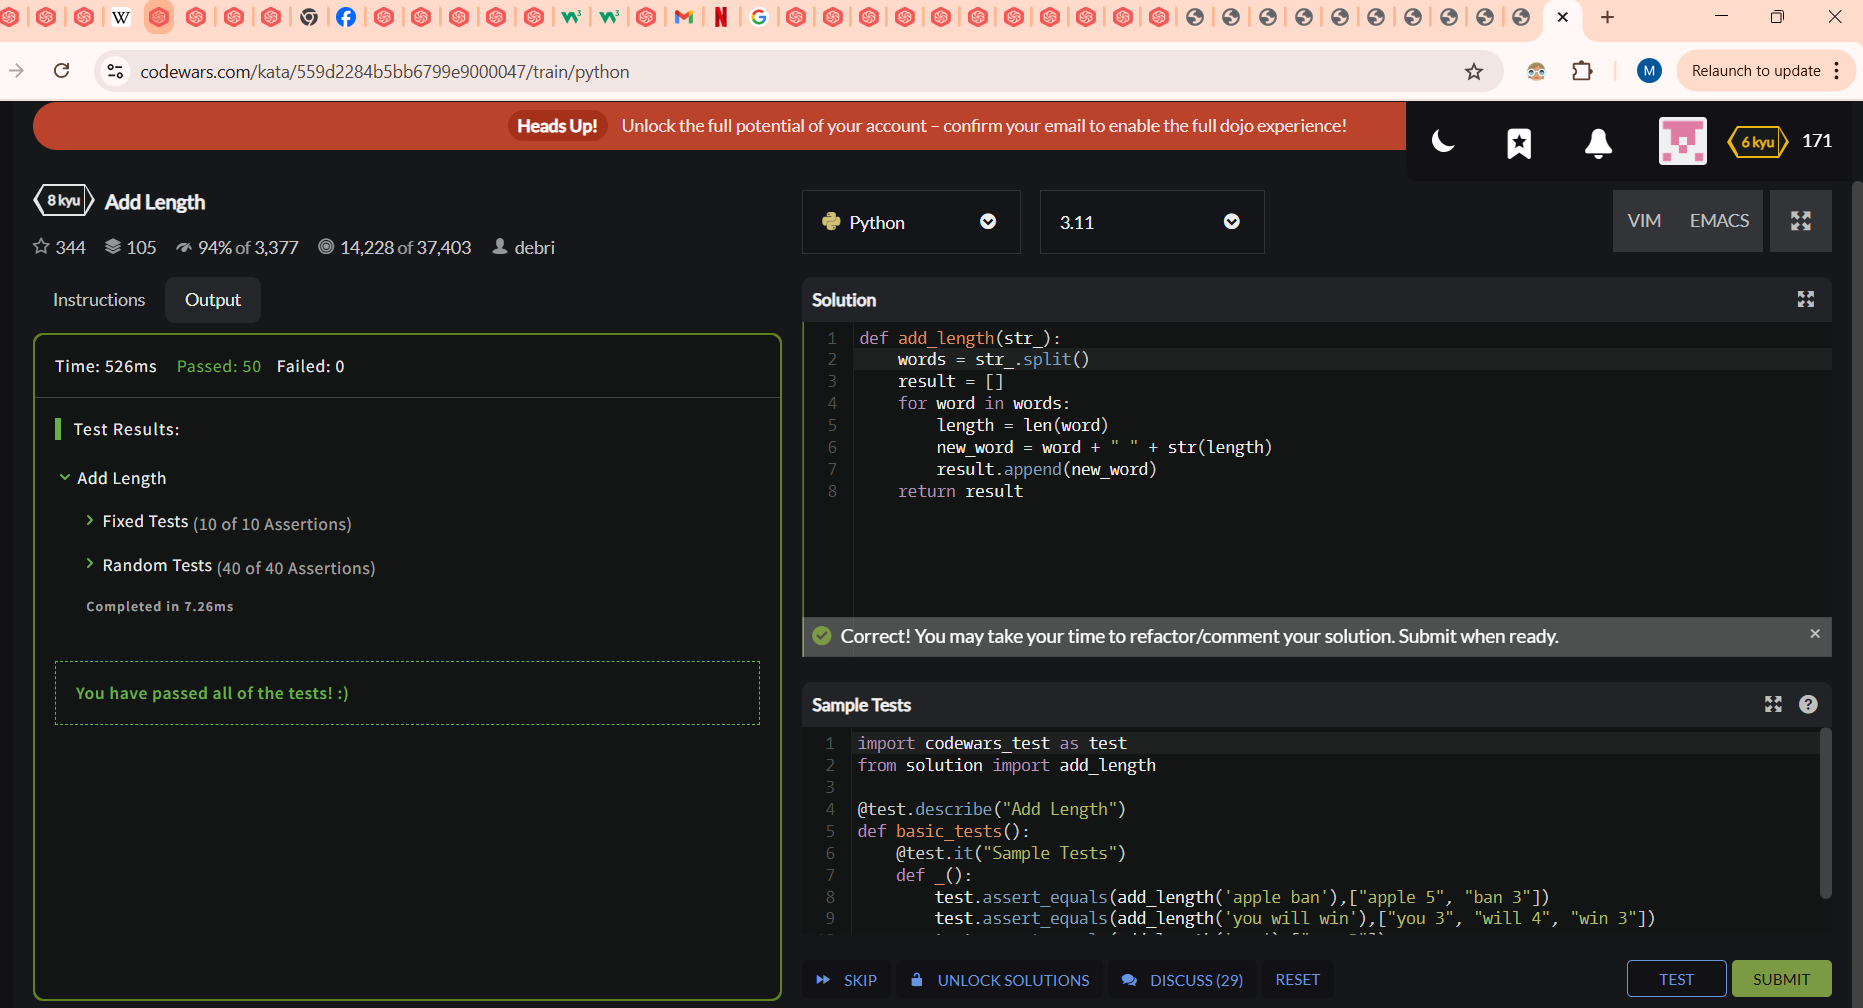 W
W3
W3
M
N
G
codewars.com/kata/559d2284b5bb6799e9000047/train/python
M
Relaunch to update
Heads Up! Unlock the full potential of your account – confirm your email to enable the full dojo experience!
6 kyu 171
8 kyu Add Length
344 105 94% of 3,377 14,228 of 37,403 debri
Python 3.11 VIM EMACS
Instructions Output
Time: 526ms Passed: 50 Failed: 0
Test Results:
Add Length
Fixed Tests (10 of 10 Assertions)
Random Tests (40 of 40 Assertions)
Completed in 7.26ms
You have passed all of the tests! :)
Solution
1 def add_length(str_):
2     words = str_.split()
3     result = []
4     for word in words:
5         length = len(word)
6         new_word = word + " " + str(length)
7         result.append(new_word)
8     return result
Correct! You may take your time to refactor/comment your solution. Submit when ready.
Sample Tests
1 import codewars_test as test
2 from solution import add_length
3
4 @test.describe("Add Length")
5 def basic_tests():
6     @test.it("Sample Tests")
7     def _():
8         test.assert_equals(add_length('apple ban'),["apple 5", "ban 3"])
9         test.assert_equals(add_length('you will win'),["you 3", "will 4", "win 3"])
SKIP UNLOCK SOLUTIONS DISCUSS (29) RESET TEST SUBMIT